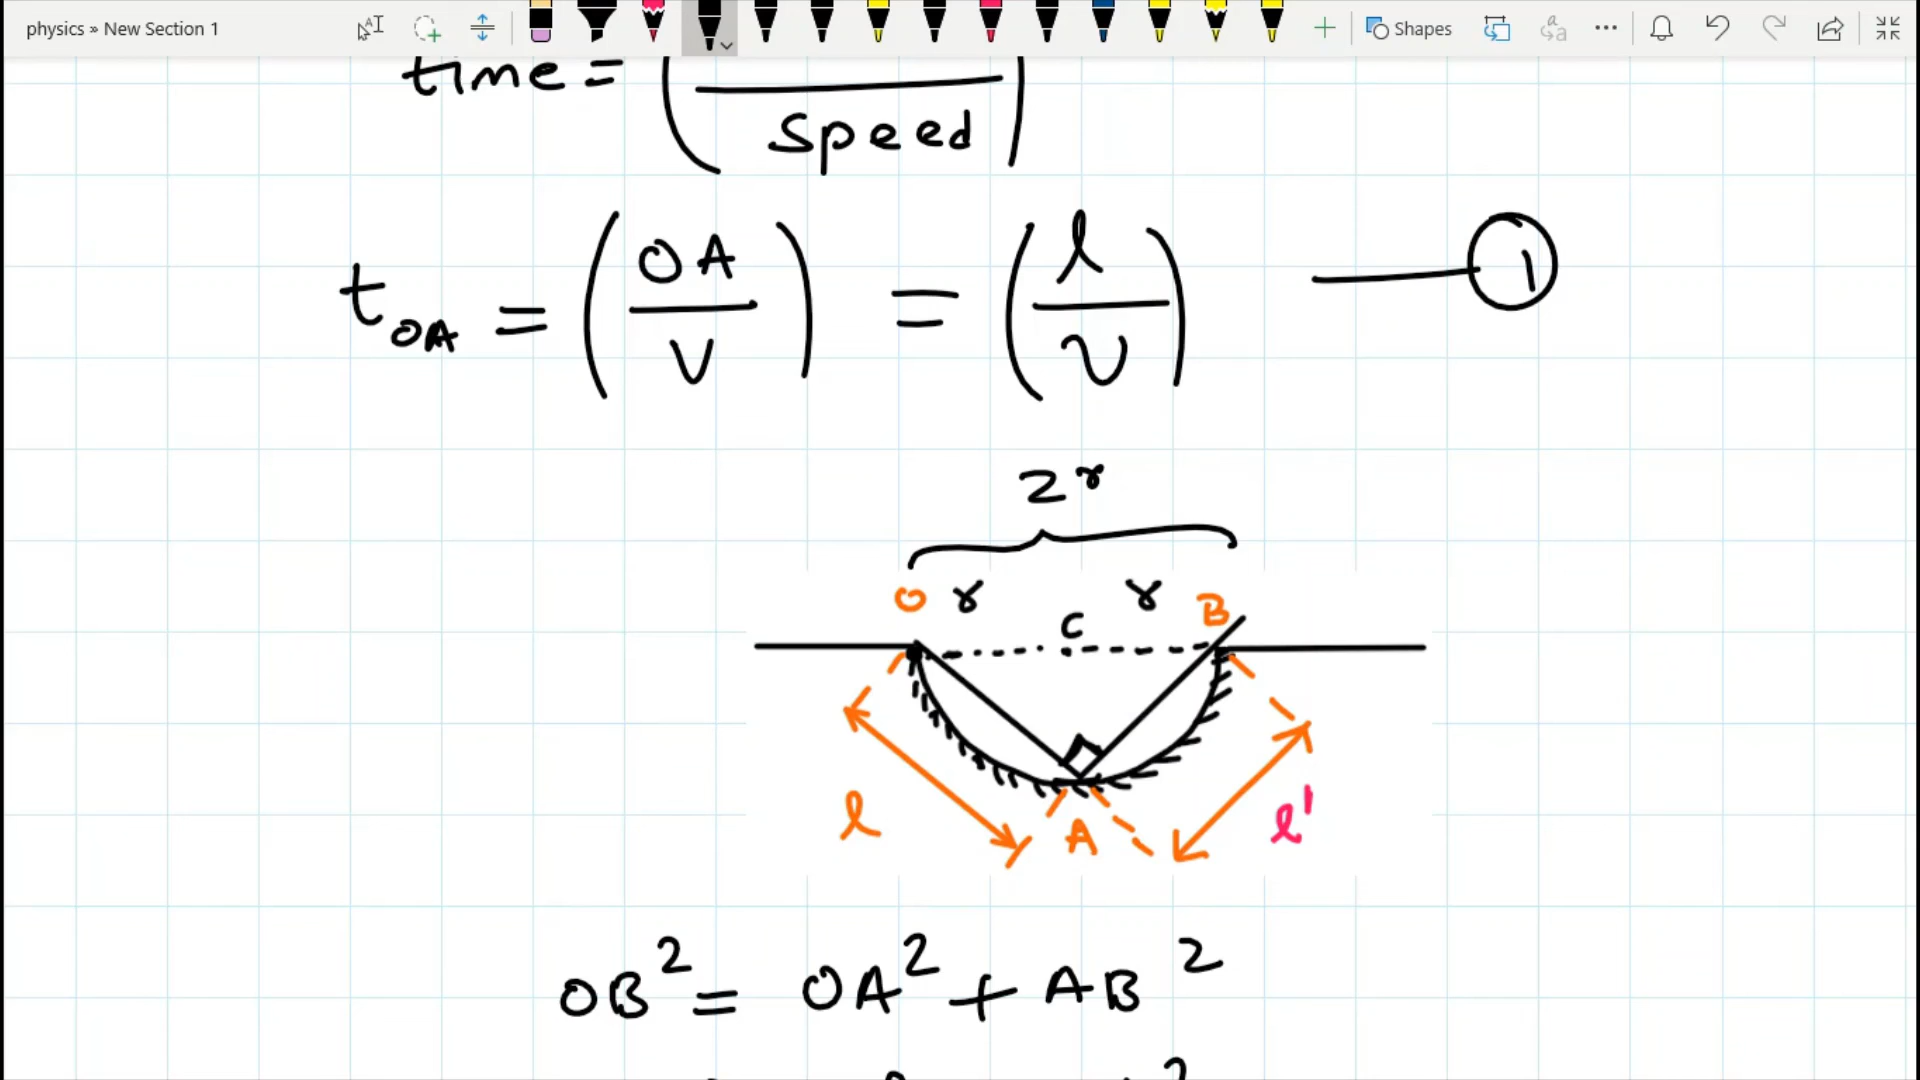 physics » New Section 1
Shapes
time = ( / speed )
t_OA = (OA / V) = (l / v) — 1
2r
O r r B
C
l A l'
OB² = OA² + AB²